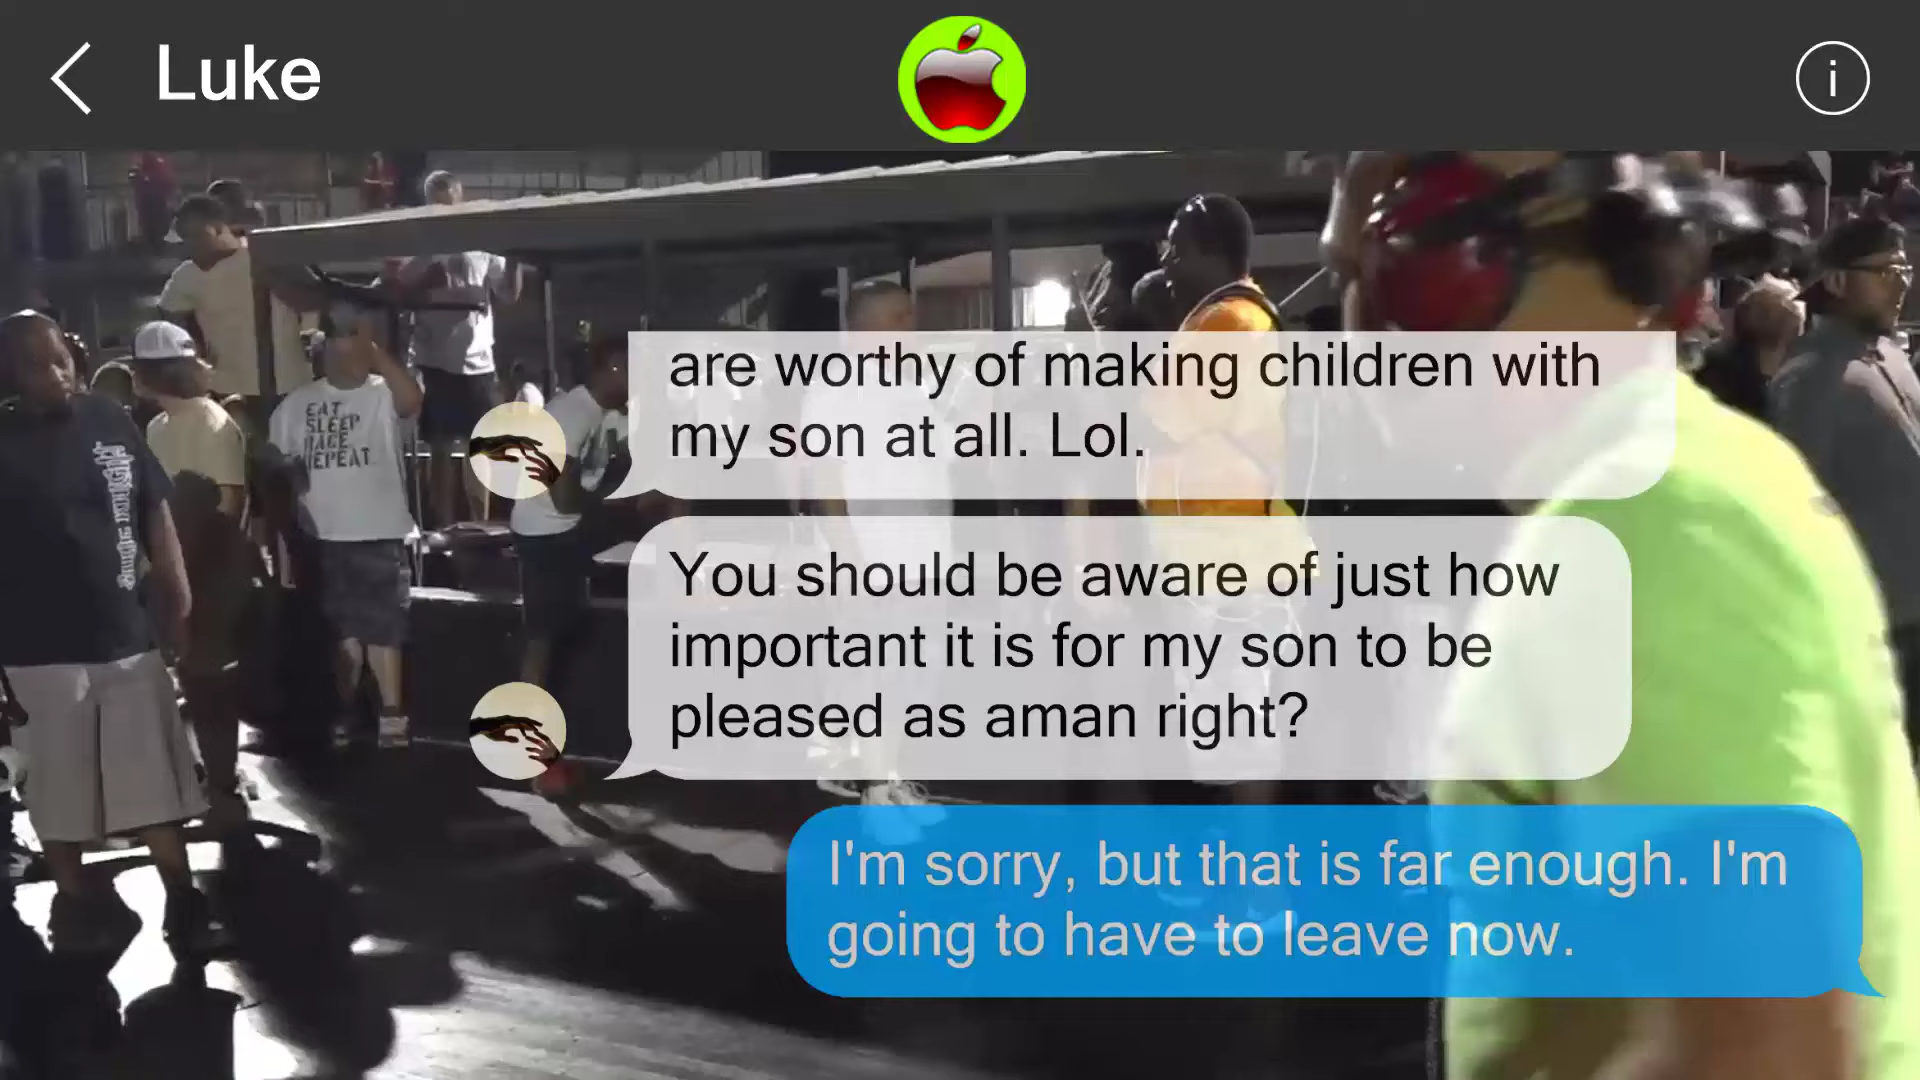 Luke
i
are worthy of making children with
my son at all. Lol.
You should be aware of just how
important it is for my son to be
pleased as aman right?
I'm sorry, but that is far enough. I'm
going to have to leave now.
EAT
SLEEP
RACE
REPEAT